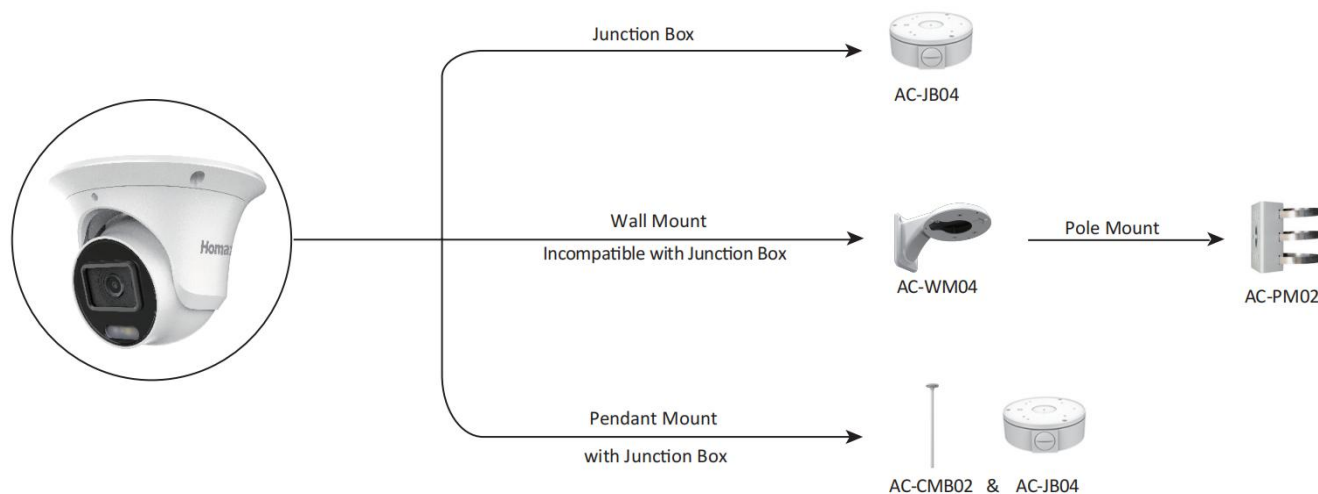 Junction Box
AC-JB04
Homax
Wall Mount
Incompatible with Junction Box
AC-WM04
Pole Mount
AC-PM02
Pendant Mount
with Junction Box
AC-CMB02 & AC-JB04